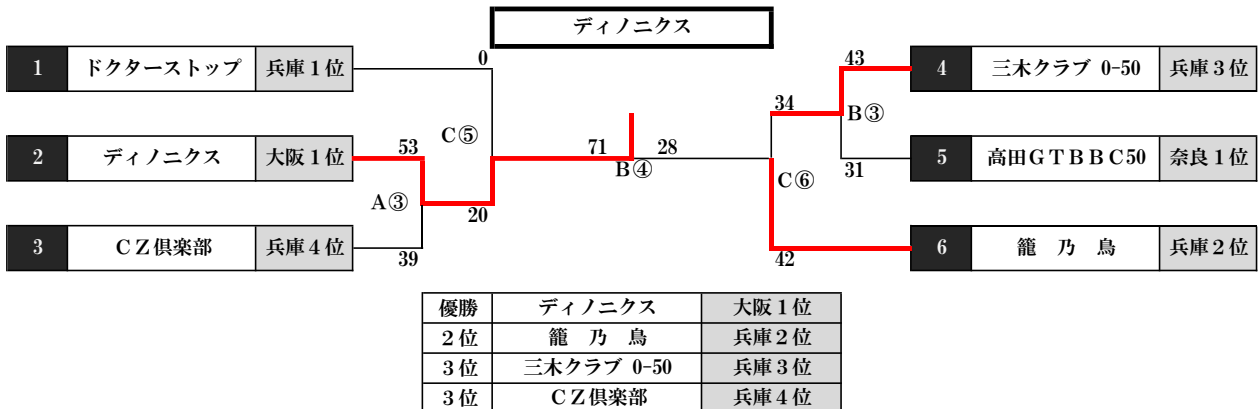 ディノニクス
1 ドクターストップ 兵庫1位
0
43
4 三木クラブ 0-50 兵庫3位
34
B③
C⑤
2 ディノニクス 大阪1位
53
71
28
B④
31
5 高田GTBBC50 奈良1位
C⑥
A③
20
3 CZ倶楽部 兵庫4位
39
42
6 籠 乃 鳥 兵庫2位
優勝 ディノニクス 大阪1位
2位 籠 乃 鳥 兵庫2位
3位 三木クラブ 0-50 兵庫3位
3位 CZ倶楽部 兵庫4位